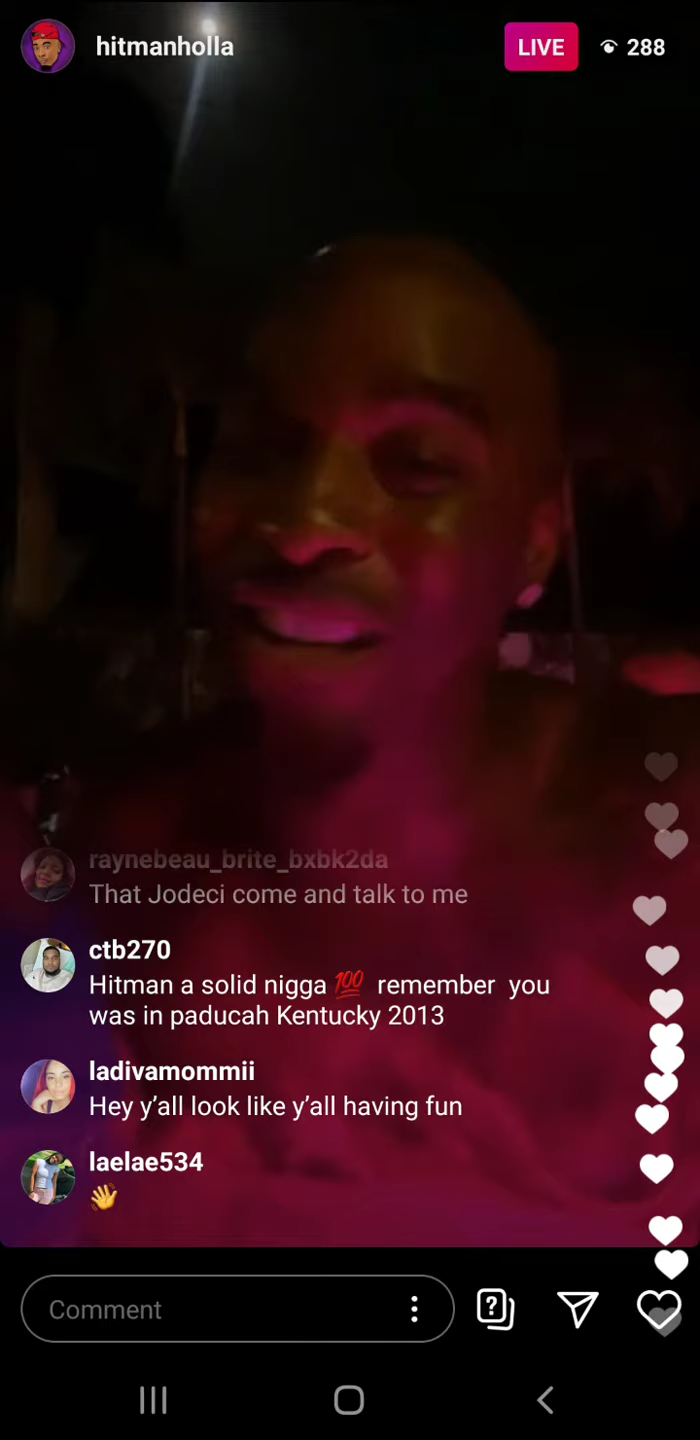 hitmanholla
LIVE
288
raynebeau_brite_bxbk2da
That Jodeci come and talk to me
ctb270
Hitman a solid nigga 💯 remember you
was in paducah Kentucky 2013
ladivamommii
Hey y’all look like y’all having fun
laelae534
👋
Comment